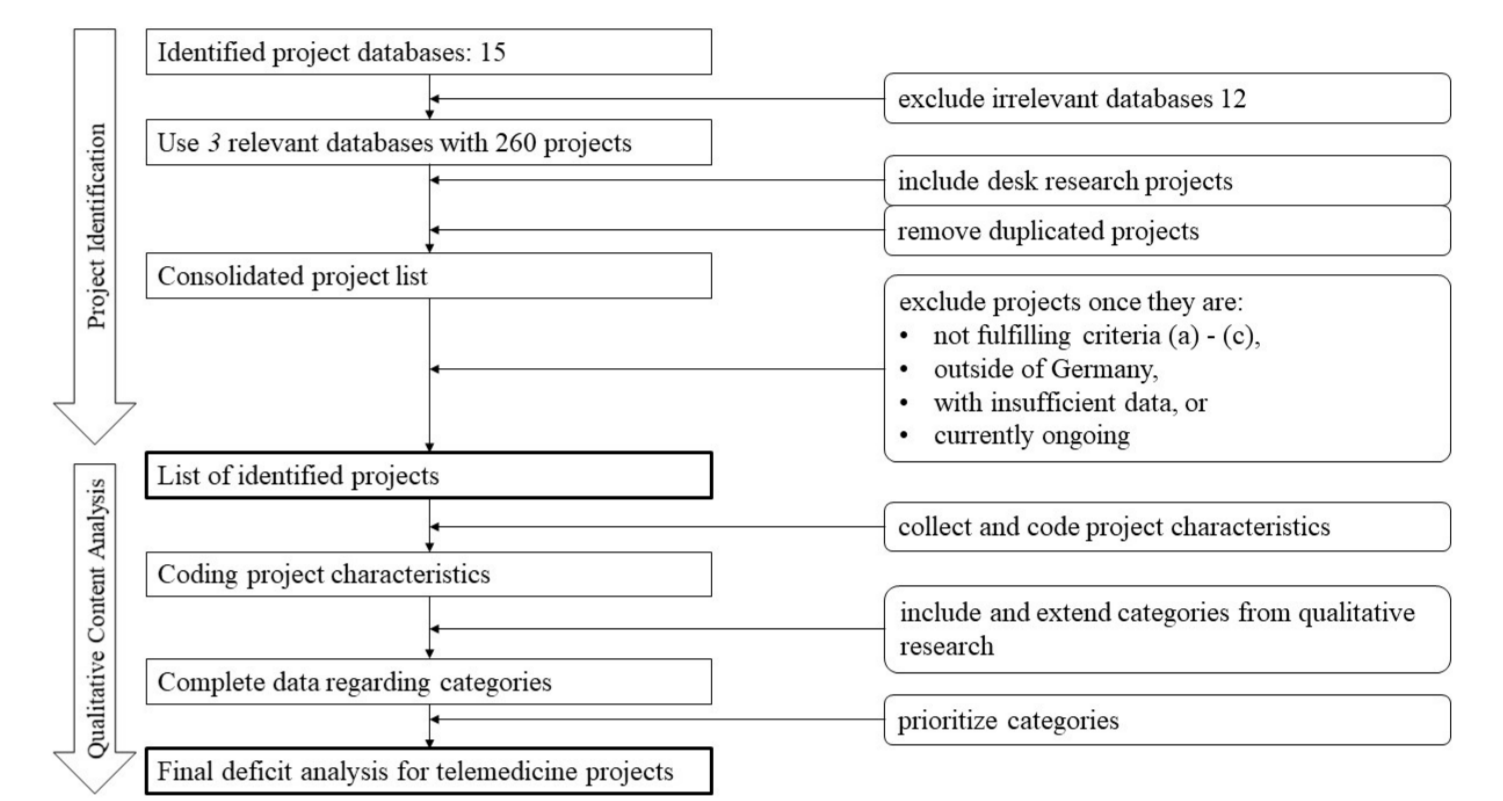 Project Identification
Identified project databases: 15
exclude irrelevant databases 12
Use 3 relevant databases with 260 projects
include desk research projects
remove duplicated projects
Consolidated project list
exclude projects once they are:
• not fulfilling criteria (a) - (c),
• outside of Germany,
• with insufficient data, or
• currently ongoing
Qualitative Content Analysis
List of identified projects
collect and code project characteristics
Coding project characteristics
include and extend categories from qualitative
research
Complete data regarding categories
prioritize categories
Final deficit analysis for telemedicine projects